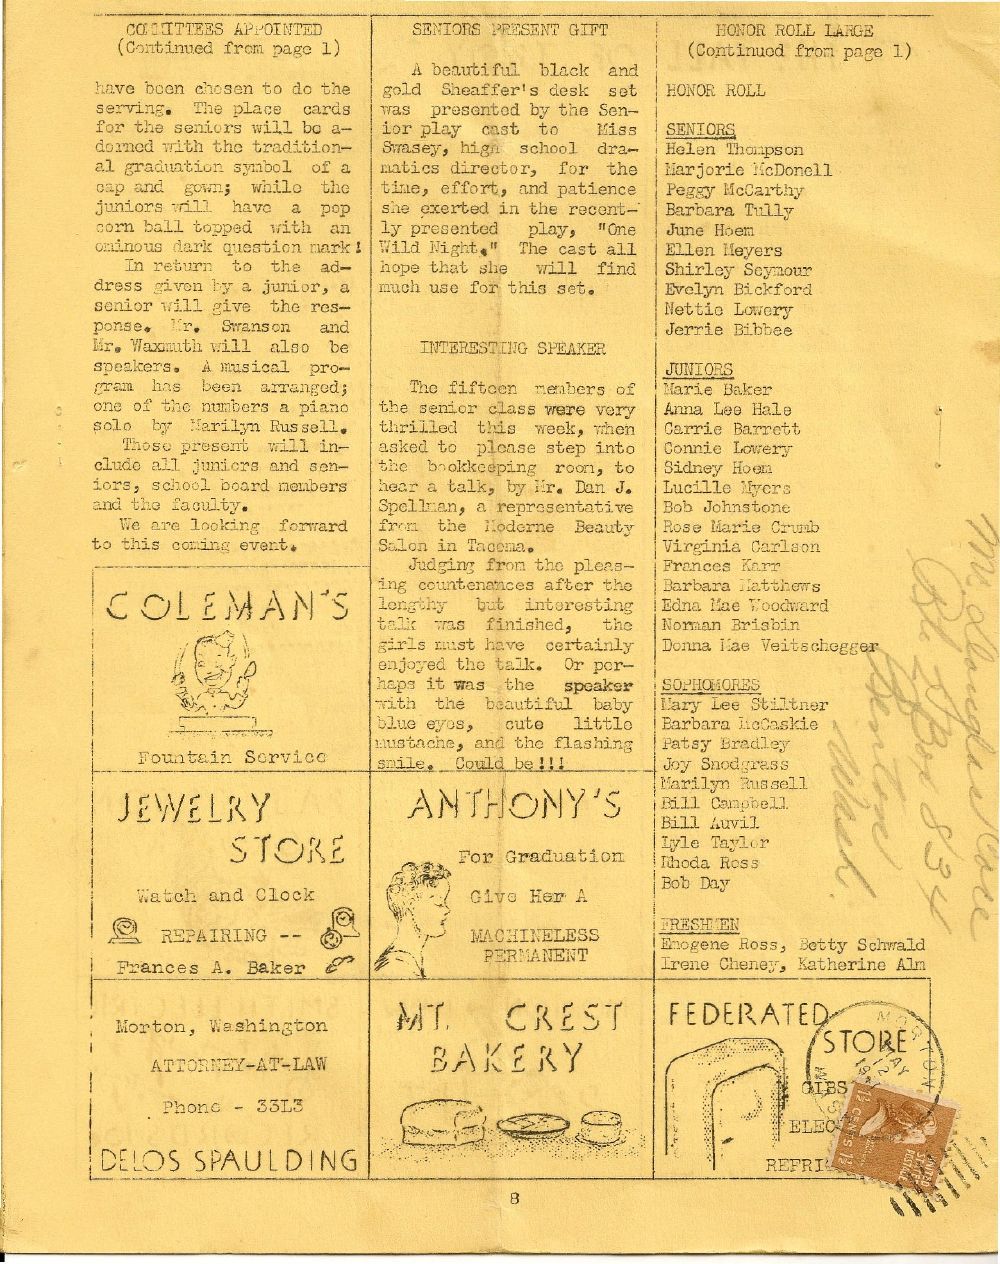 COMMITTEES APPOINTED
(Continued from page 1)
have been chosen to do the
serving. The place cards
for the seniors will be a-
dorned with the tradition-
al graduation symbol of a
cap and gown; while the
juniors will have a pop
corn ball topped with an
ominous dark question mark!
In return to the ad-
dress given by a junior, a
senior will give the res-
ponse. Mr. Swanson and
Mr. Waxmuth will also be
speakers. A musical pro-
gram has been arranged;
one of the numbers a piano
solo by Marilyn Russell.
Those present will in-
clude all juniors and sen-
iors, school board members
and the faculty.
We are looking forward
to this coming event.
COLEMAN'S
Fountain Service
JEWELRY
STORE
Watch and Clock
REPAIRING --
Frances A. Baker
Morton, Washington
ATTORNEY-AT-LAW
Phone - 33L3
DELOS SPAULDING
SENIORS PRESENT GIFT
A beautiful black and
gold Sheaffer's desk set
was presented by the Sen-
ior play cast to Miss
Swasey, high school dra-
matics director, for the
time, effort, and patience
she exerted in the recent-
ly presented play, "One
Wild Night." The cast all
hope that she will find
much use for this set.
INTERESTING SPEAKER
The fifteen members of
the senior class were very
thrilled this week, when
asked to please step into
the bookkeeping room, to
hear a talk, by Mr. Dan J.
Spellman, a representative
from the Moderne Beauty
Salon in Tacoma.
Judging from the pleas-
ing countenances after the
lengthy but interesting
talk was finished, the
girls must have certainly
enjoyed the talk. Or per-
haps it was the speaker
with the beautiful baby
blue eyes, cute little
mustache, and the flashing
smile. Could be!!!
ANTHONY'S
For Graduation
Give Her A
MACHINELESS
PERMANENT
MT. CREST
BAKERY
HONOR ROLL LARGE
(Continued from page 1)
HONOR ROLL
SENIORS
Helen Thompson
Marjorie McDonell
Peggy McCarthy
Barbara Tully
June Hoem
Ellen Meyers
Shirley Seymour
Evelyn Bickford
Nettie Lowery
Jerrie Bibbee
JUNIORS
Marie Baker
Anna Lee Hale
Carrie Barrett
Connie Lowery
Sidney Hoem
Lucille Myers
Bob Johnstone
Rose Marie Crumb
Virginia Carlson
Frances Karr
Barbara Matthews
Edna Mae Woodward
Norman Brisbin
Donna Mae Veitschegger
SOPHOMORES
Mary Lee Stiltner
Barbara McCaskie
Patsy Bradley
Joy Snodgrass
Marilyn Russell
Bill Campbell
Bill Auvil
Lyle Taylor
Rhoda Ross
Bob Day
FRESHMEN
Emogene Ross, Betty Schwald
Irene Cheney, Katherine Alm
FEDERATED
STORE
GIBS
ELEC
REFRI
MORTON
MAY
12
WASH
1½ CENTS 1½
UNITED STATES POSTAGE
Box 834
Renton
Wash.
8